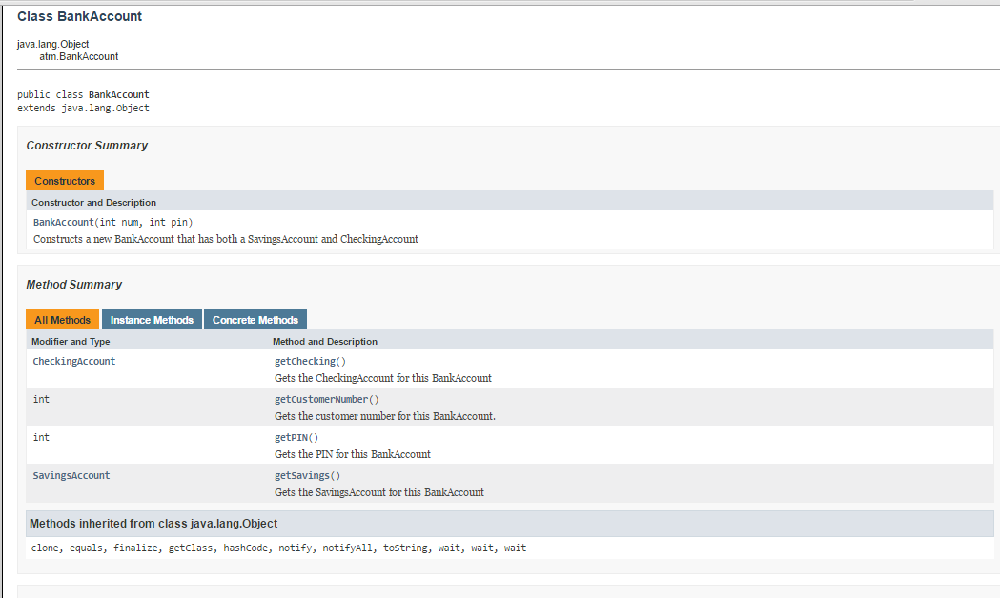 Class BankAccount
java.lang.Object
atm.BankAccount
public class BankAccount
extends java.lang.Object
Constructor Summary
Constructors
Constructor and Description
BankAccount(int num, int pin)
Constructs a new BankAccount that has both a SavingsAccount and CheckingAccount
Method Summary
All Methods Instance Methods Concrete Methods
Modifier and Type Method and Description
CheckingAccount getChecking()
Gets the CheckingAccount for this BankAccount
int getCustomerNumber()
Gets the customer number for this BankAccount.
int getPIN()
Gets the PIN for this BankAccount
SavingsAccount getSavings()
Gets the SavingsAccount for this BankAccount
Methods inherited from class java.lang.Object
clone, equals, finalize, getClass, hashCode, notify, notifyAll, toString, wait, wait, wait